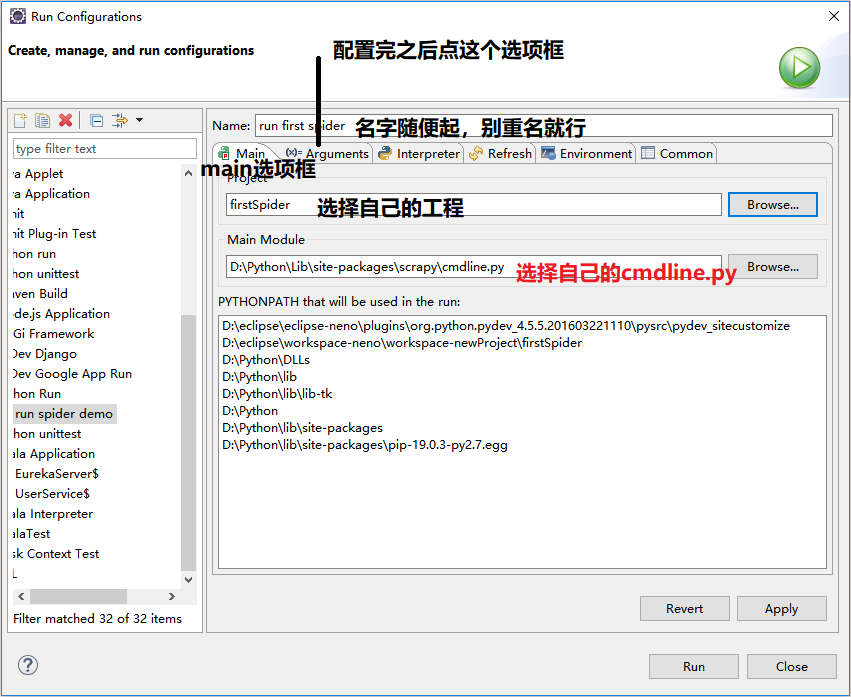 Run Configurations
Create, manage, and run configurations
配置完之后点这个选项框
Name: run first spider
名字随便起，别重名就行
type filter text
Main (x)= Arguments Interpreter Refresh Environment Common
main选项框
Project
firstSpider
选择自己的工程
Browse...
Main Module
D:\Python\Lib\site-packages\scrapy\cmdline.py
选择自己的cmdline.py
Browse...
PYTHONPATH that will be used in the run:
D:\eclipse\eclipse-neno\plugins\org.python.pydev_4.5.5.201603221110\pysrc\pydev_sitecustomize
D:\eclipse\workspace-neno\workspace-newProject\firstSpider
D:\Python\DLLs
D:\Python\lib
D:\Python\lib\lib-tk
D:\Python
D:\Python\lib\site-packages
D:\Python\lib\site-packages\pip-19.0.3-py2.7.egg
a Applet
a Application
nit
nit Plug-in Test
hon run
hon unittest
ven Build
de.js Application
Gi Framework
Dev Django
Dev Google App Run
hon Run
run spider demo
hon unittest
ala Application
EurekaServer$
UserService$
ala Interpreter
alaTest
sk Context Test
L
Filter matched 32 of 32 items
Revert
Apply
Run
Close